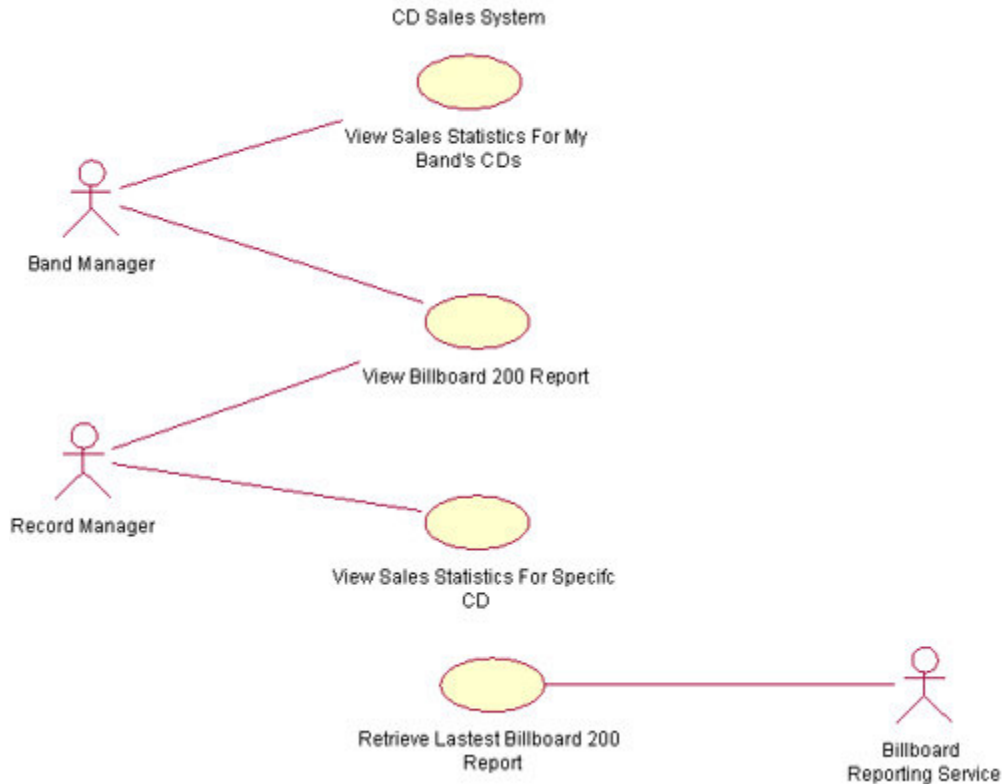 CD Sales System
View Sales Statistics For My
Band's CDs
Band Manager
View Billboard 200 Report
Record Manager
View Sales Statistics For Specifc
CD
Retrieve Lastest Billboard 200
Report
Billboard
Reporting Service